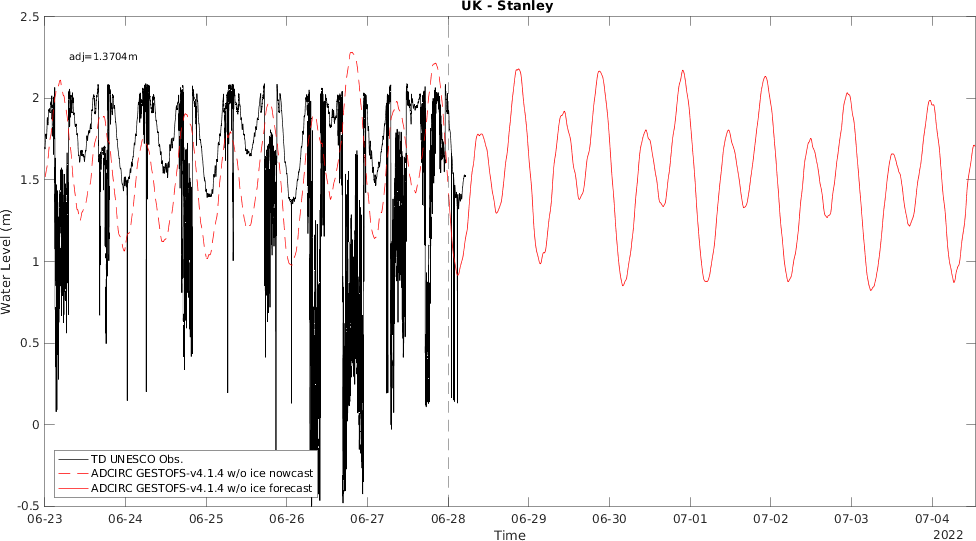 UK - Stanley
adj=1.3704m
2.5
2
1.5
1
0.5
0
-0.5
Water Level (m)
TD UNESCO Obs.
ADCIRC GESTOFS-v4.1.4 w/o ice nowcast
ADCIRC GESTOFS-v4.1.4 w/o ice forecast
06-23 06-24 06-25 06-26 06-27 06-28 06-29 06-30 07-01 07-02 07-03 07-04
Time
2022